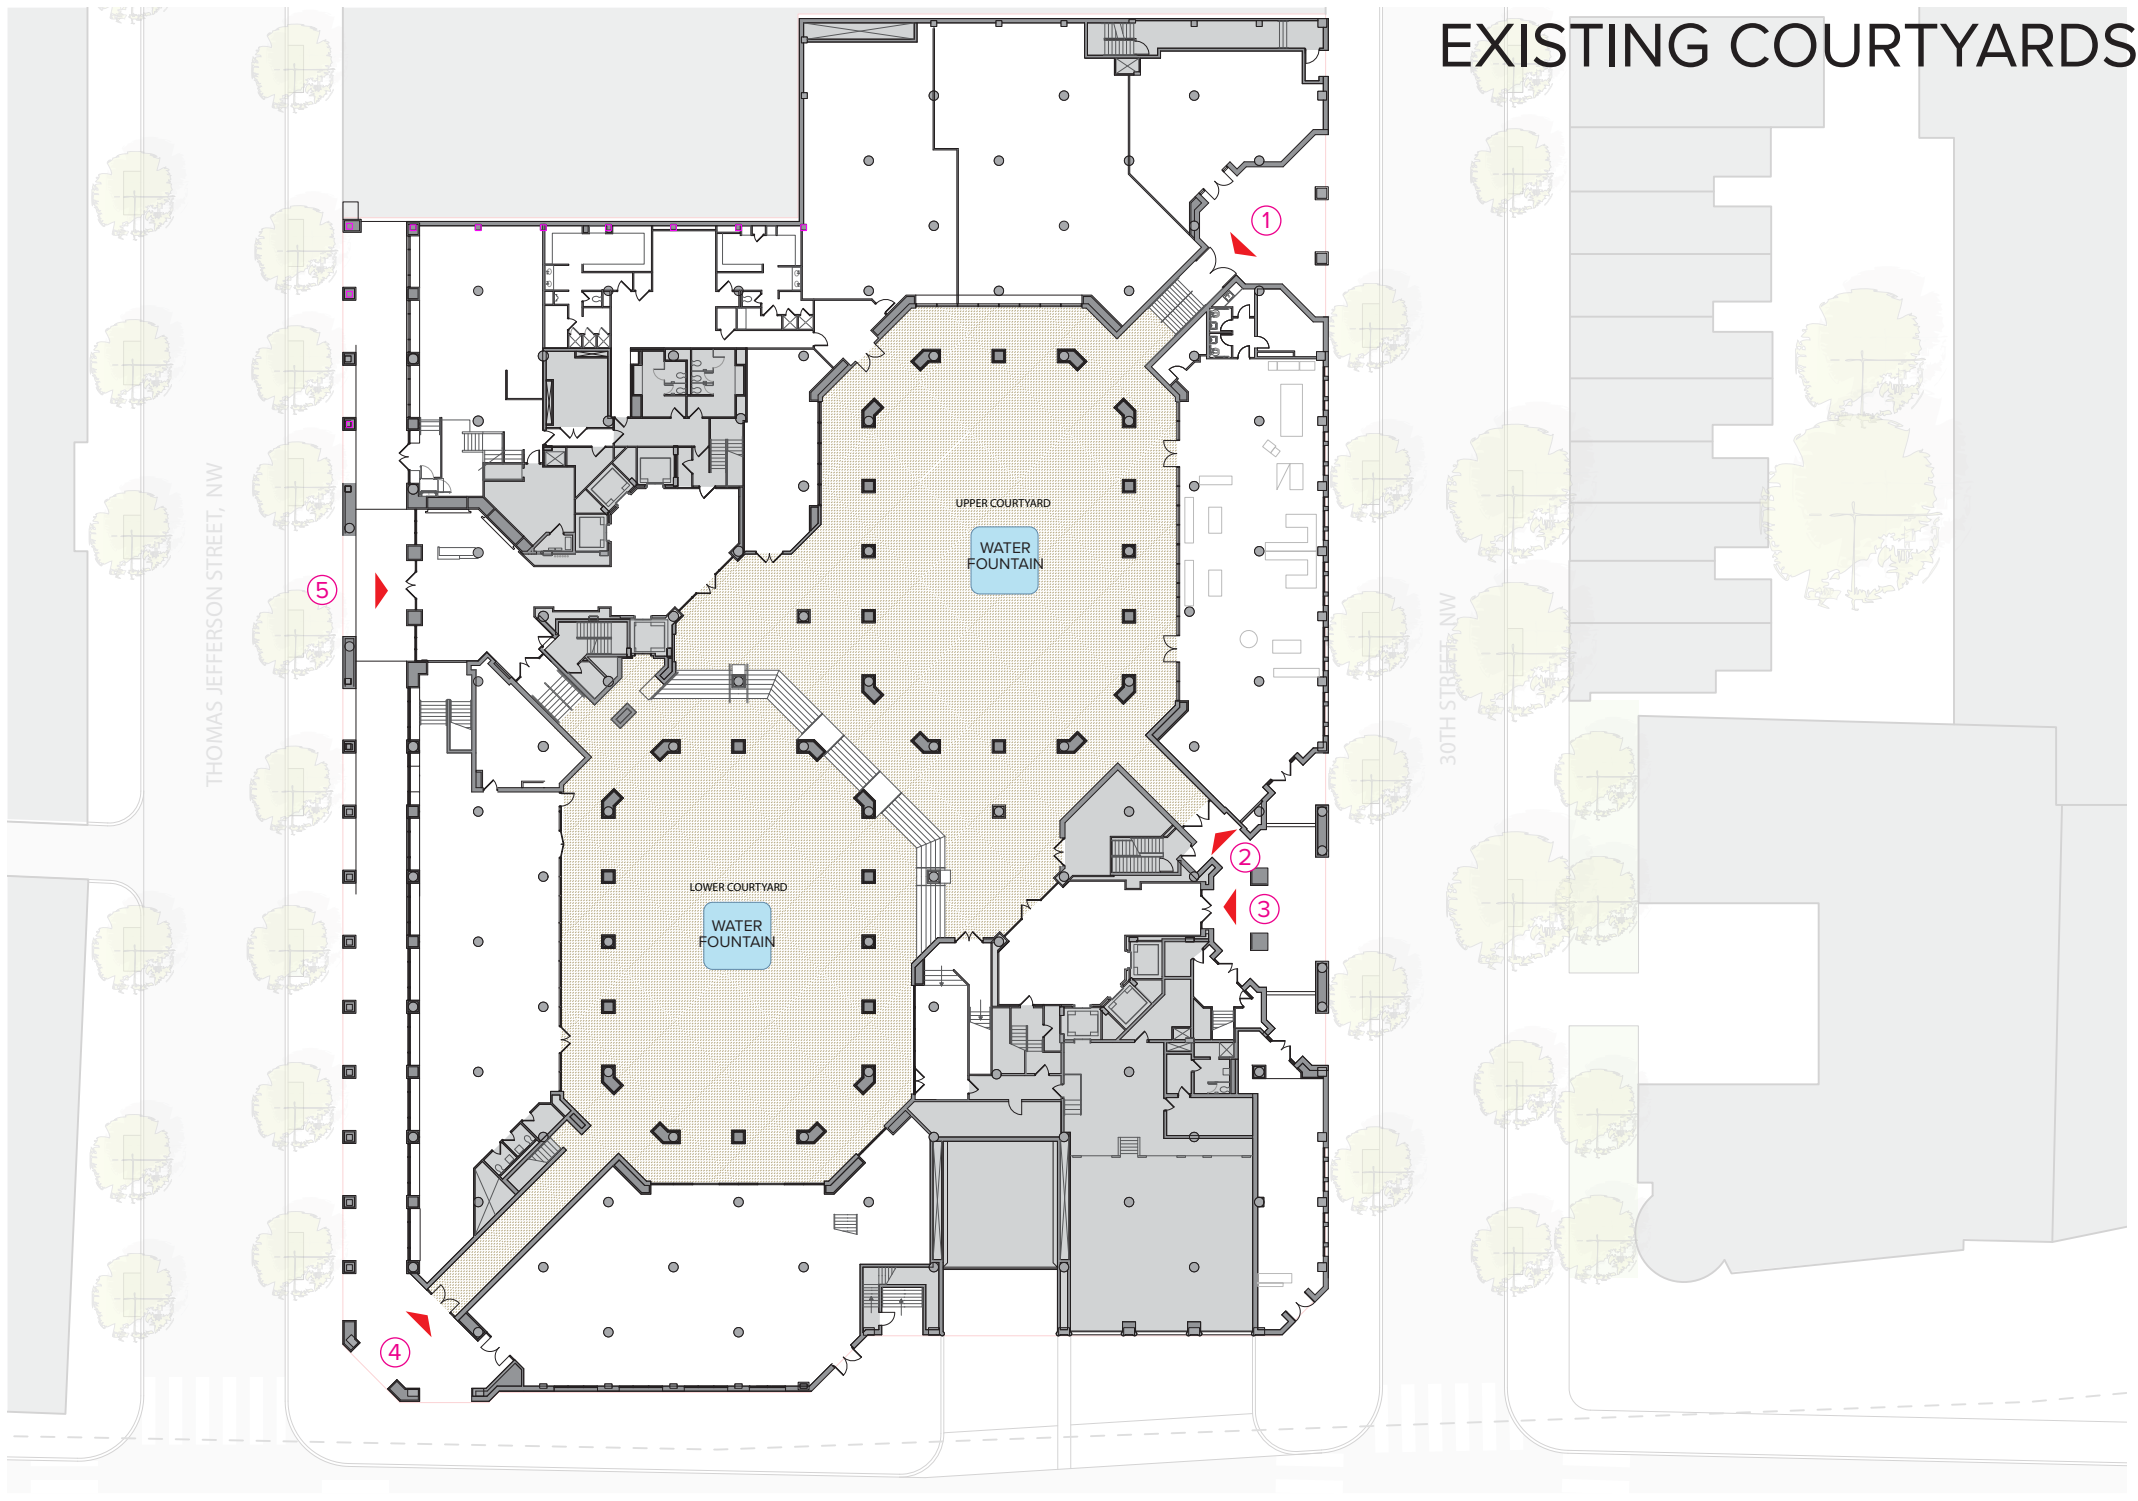 EXISTING COURTYARDS
1
UPPER COURTYARD
WATER
FOUNTAIN
5
THOMAS JEFFERSON STREET, NW
30TH STREET, NW
2
LOWER COURTYARD
3
WATER
FOUNTAIN
4